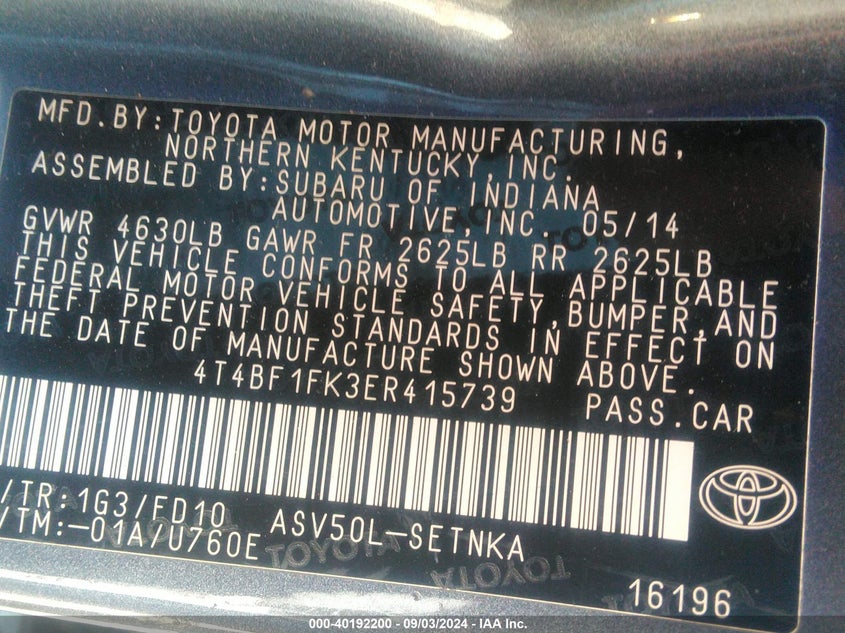 MFD.BY:TOYOTA MOTOR MANUFACTURING,
NORTHERN KENTUCKY,INC.
ASSEMBLED BY:SUBARU OF INDIANA
AUTOMOTIVE,INC. 05/14
GVWR 4630LB GAWR FR 2625LB RR 2625LB
THIS VEHICLE CONFORMS TO ALL APPLICABLE
FEDERAL MOTOR VEHICLE SAFETY,BUMPER,AND
THEFT PREVENTION STANDARDS IN EFFECT ON
THE DATE OF MANUFACTURE SHOWN ABOVE.
4T4BF1FK3ER415739 PASS.CAR
/TR:1G3/FD10
/TM:-01A/U760E
ASV50L-SETNKA
TOYOTA
TOYOTA
16196
000-40192200 - 09/03/2024 - IAA Inc.